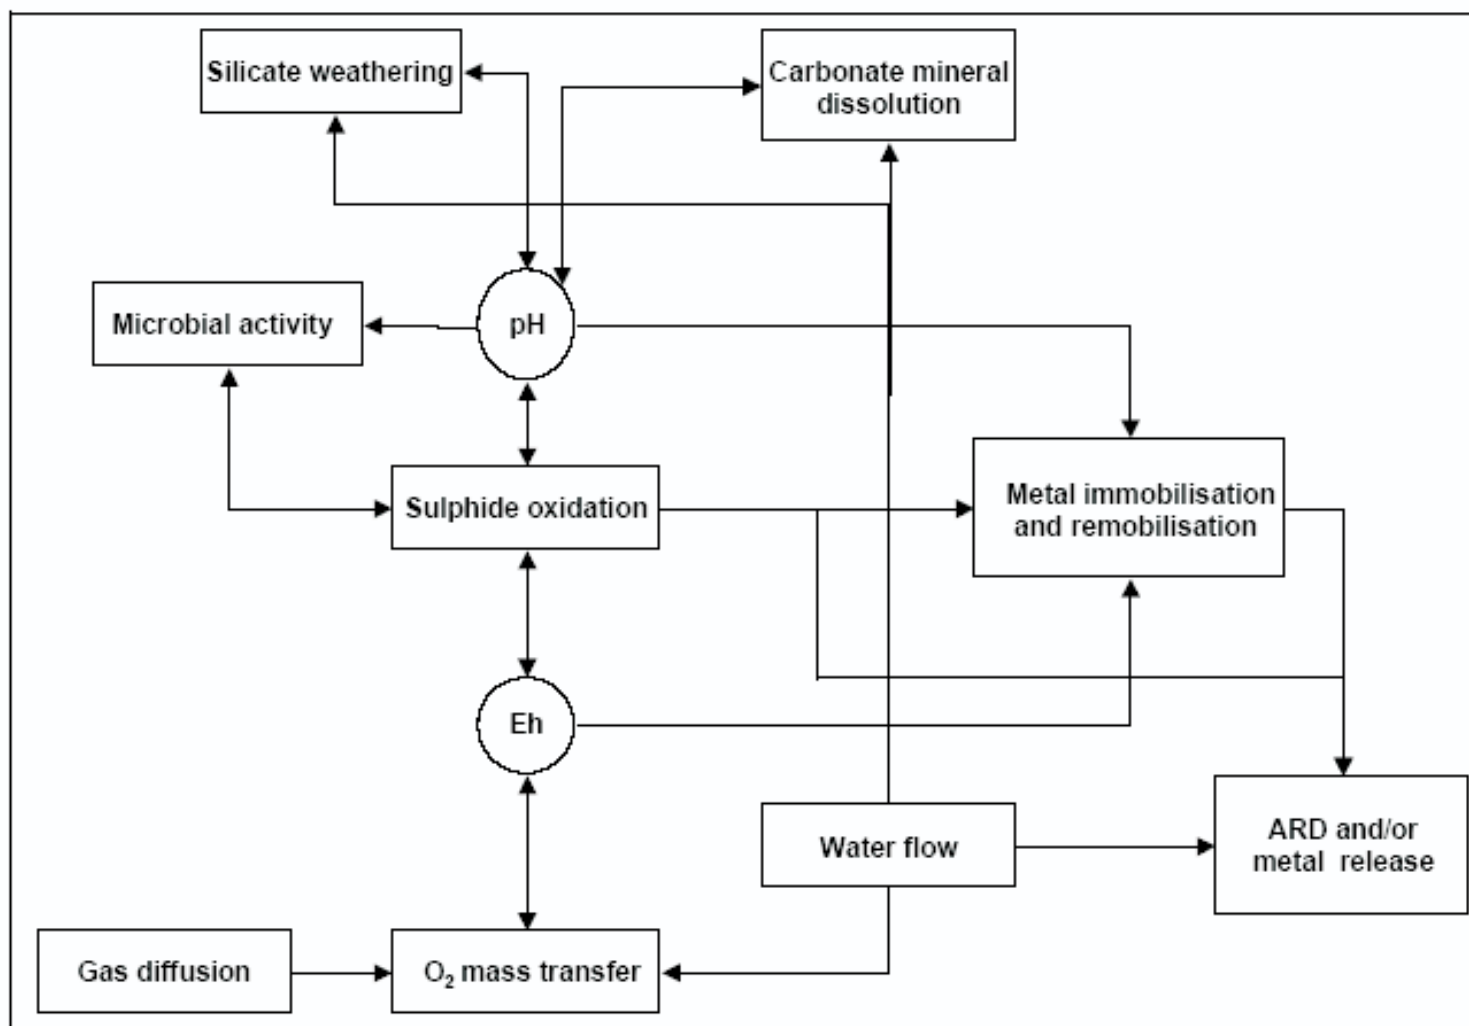 Silicate weathering
Carbonate mineral
dissolution
Microbial activity
pH
Sulphide oxidation
Metal immobilisation
and remobilisation
Eh
Water flow
ARD and/or
metal release
Gas diffusion
O₂ mass transfer